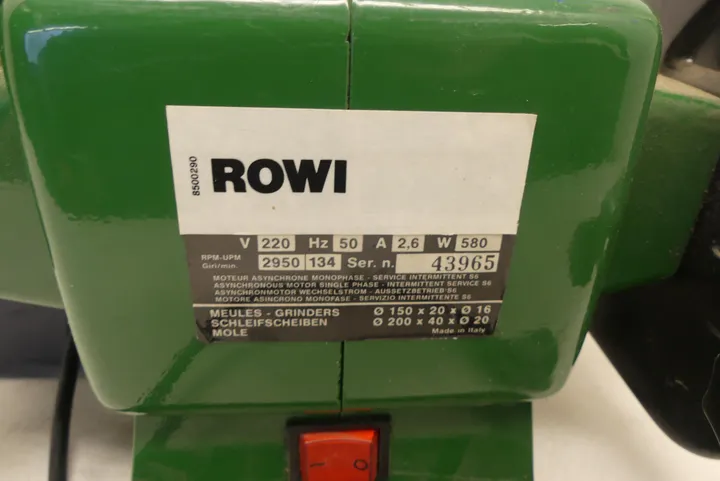 8500290
ROWI
V 220 Hz 50 A 2,6 W 580
RPM-UPM
Giri/min. 2950 134 Ser. n. 43965
MOTEUR ASYNCHRONE MONOPHASE - SERVICE INTERMITTENT S6
ASYNCHRONOUS MOTOR SINGLE PHASE - INTERMITTENT SERVICE S6
ASYNCHRONMOTOR WECHSELSTROM - AUSSETZBETRIEB S6
MOTORE ASINCRONO MONOFASE - SERVIZIO INTERMITTENTE S6
MEULES - GRINDERS Ø 150 x 20 x Ø 16
SCHLEIFSCHEIBEN Ø 200 x 40 x Ø 20
MOLE Made in Italy
I O